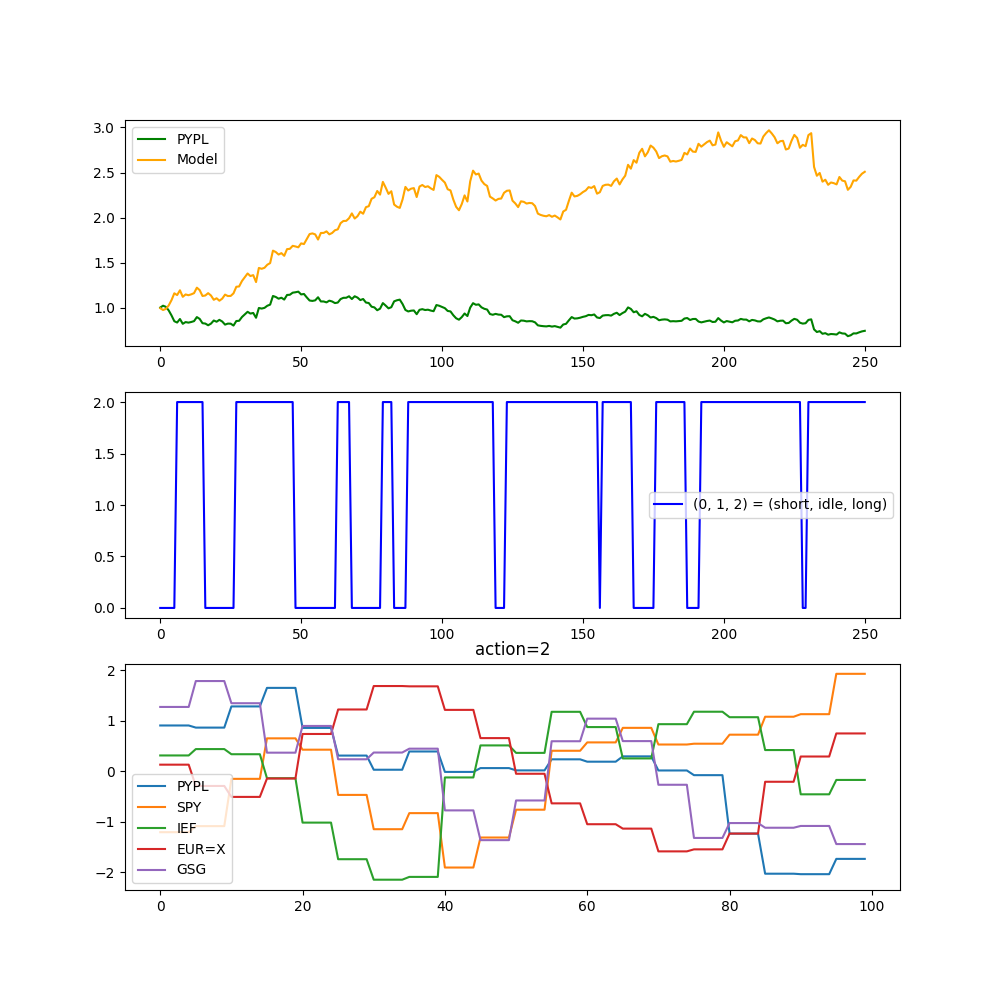 3.0
2.5
2.0
1.5
1.0
PYPL
Model
0 50 100 150 200 250
2.0
1.5
1.0
0.5
0.0
(0, 1, 2) = (short, idle, long)
0 50 100 150 200 250
action=2
2
1
0
−1
−2
PYPL
SPY
IEF
EUR=X
GSG
0 20 40 60 80 100